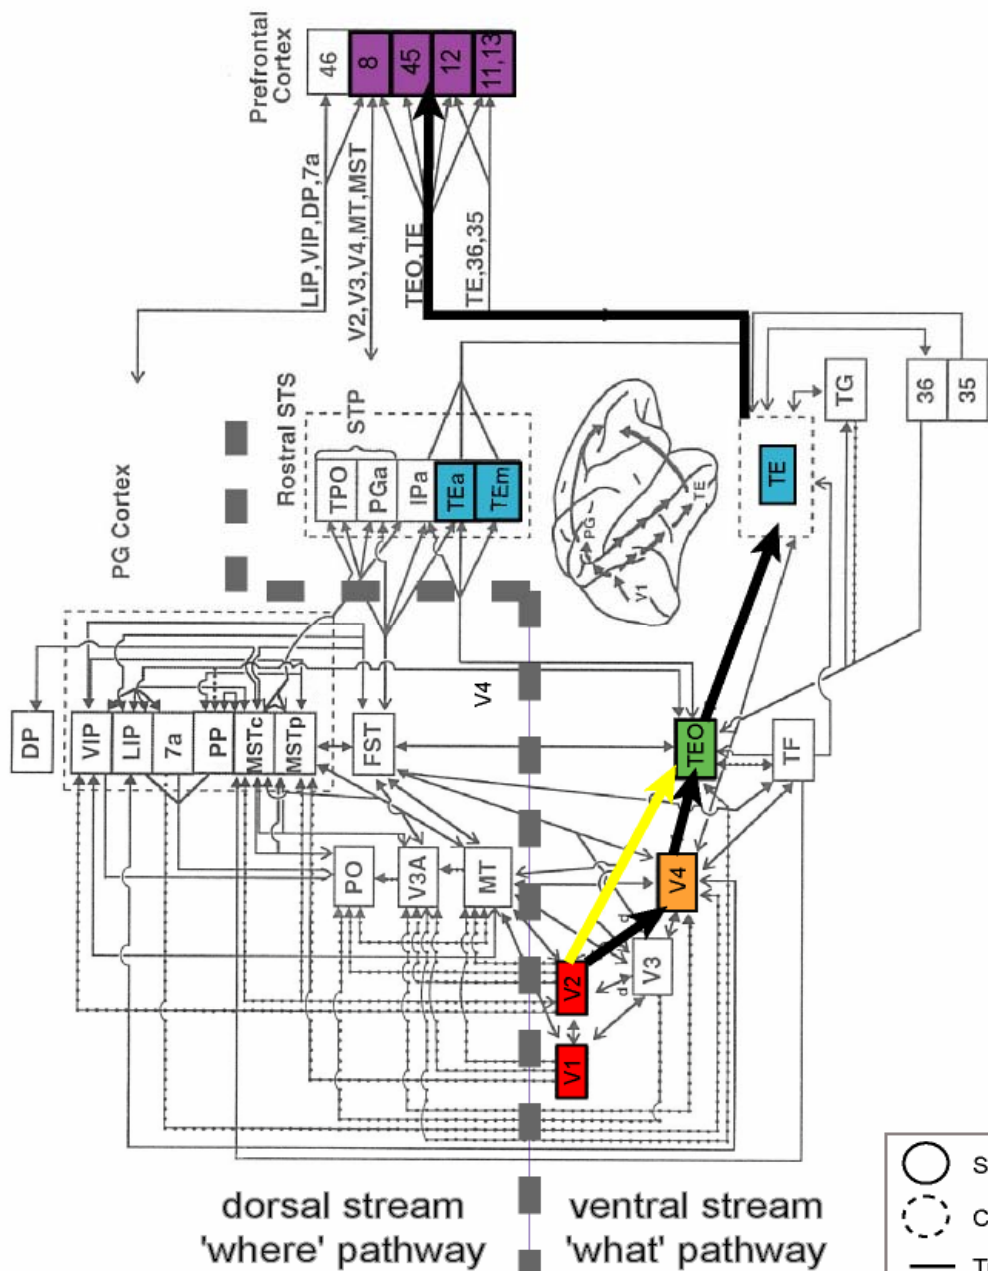 Prefrontal
Cortex
46
8
45
12
11,13
LIP,VIP,DP,7a
V2,V3,V4,MT,MST
TEO,TE
TE,36,35
PG Cortex
Rostral STS
STP
TPO
PGa
IPa
TEa
TEm
PG
V1
TE
TE
TG
36
35
DP
VIP
LIP
7a
PP
MSTc
MSTp
FST
V4
TEO
TF
PO
V3A
MT
V4
V2
d
d
V3
V1
dorsal stream
'where' pathway
ventral stream
'what' pathway
S
C